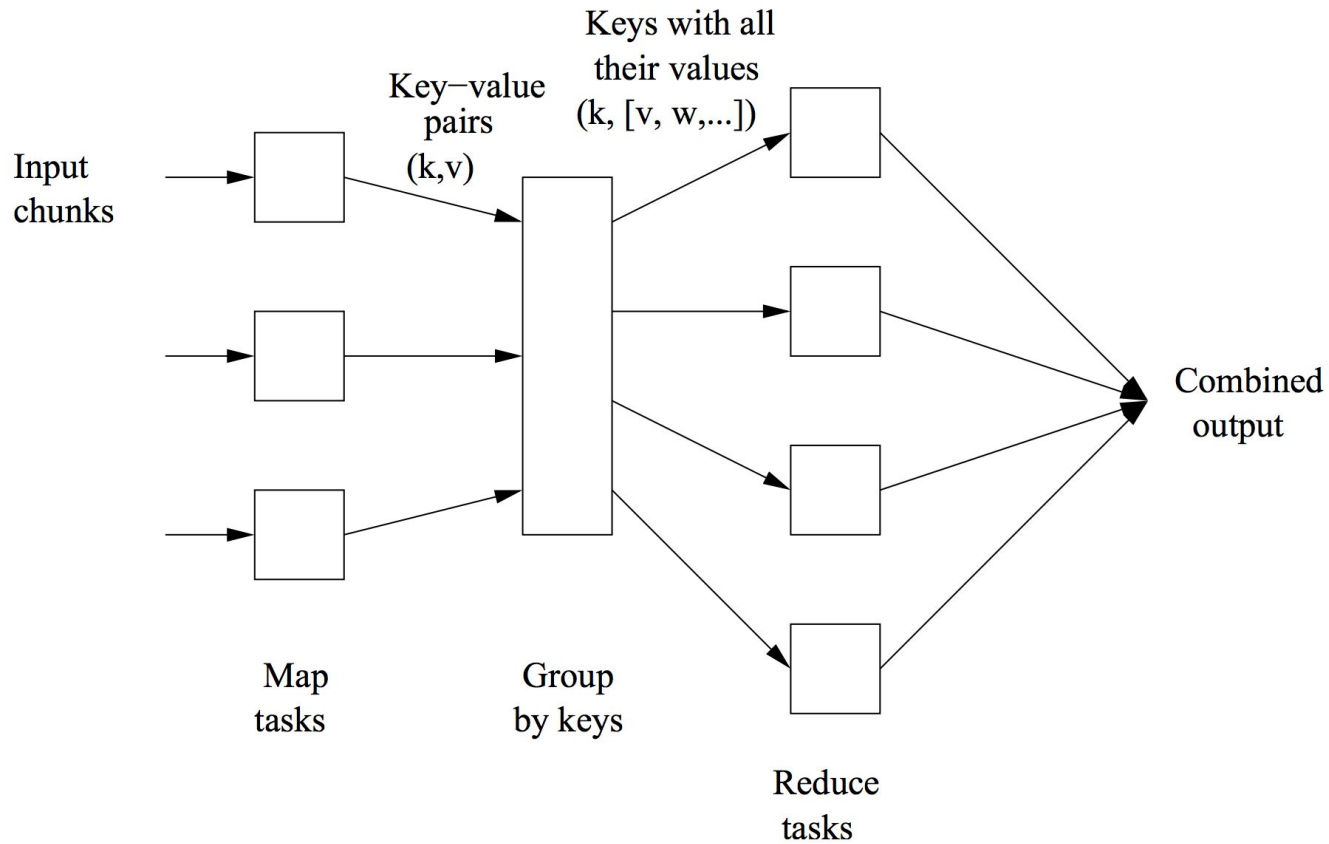 Keys with all
their values
(k, [v, w,...])
Key−value
pairs
(k,v)
Input
chunks
Combined
output
Map
tasks
Group
by keys
Reduce
tasks